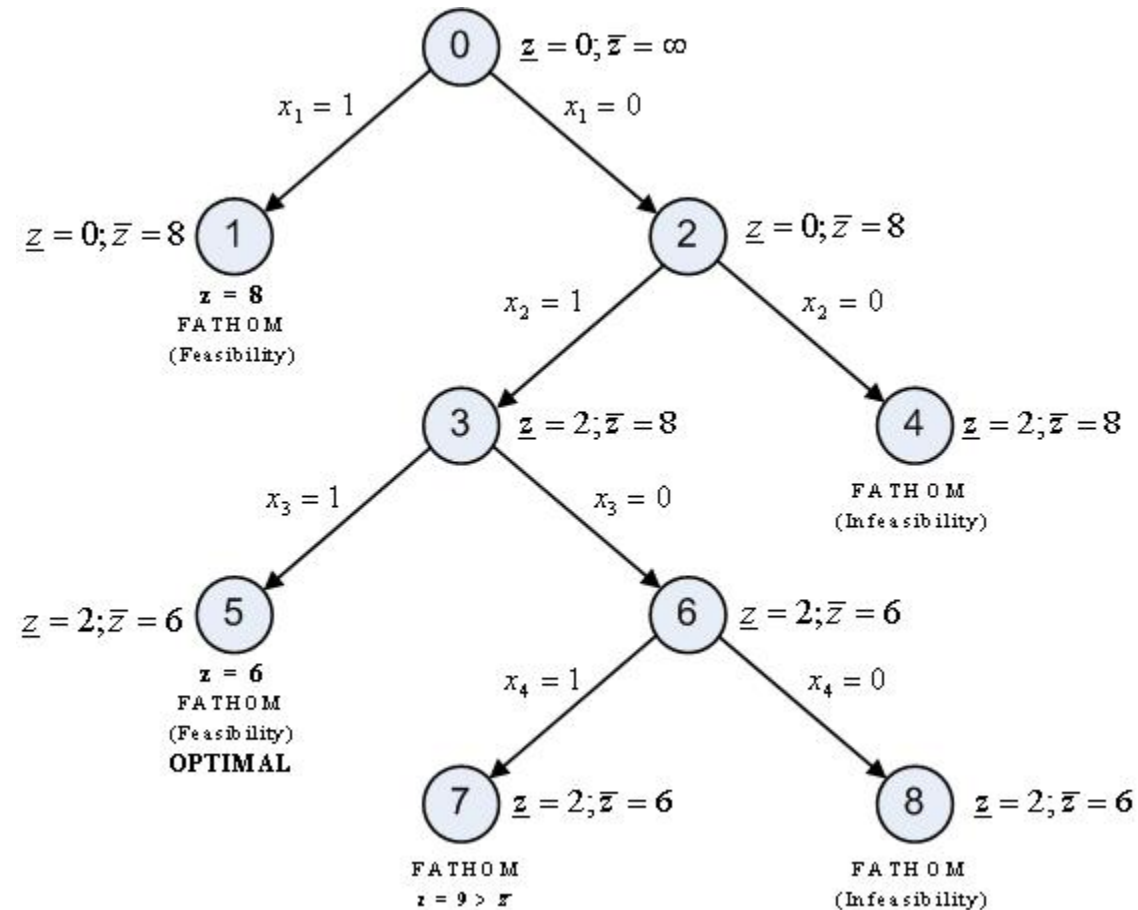 0
z = 0; z̅ = ∞
x₁ = 1
x₁ = 0
z = 0; z̅ = 8
1
2
z = 0; z̅ = 8
z = 8
FATHOM
(Feasibility)
x₂ = 1
x₂ = 0
3
z = 2; z̅ = 8
4
z = 2; z̅ = 8
FATHOM
(Infeasibility)
x₃ = 1
x₃ = 0
z = 2; z̅ = 6
5
6
z = 2; z̅ = 6
z = 6
FATHOM
(Feasibility)
OPTIMAL
x₄ = 1
x₄ = 0
7
z = 2; z̅ = 6
8
z = 2; z̅ = 6
FATHOM
z = 9 > z̅
FATHOM
(Infeasibility)